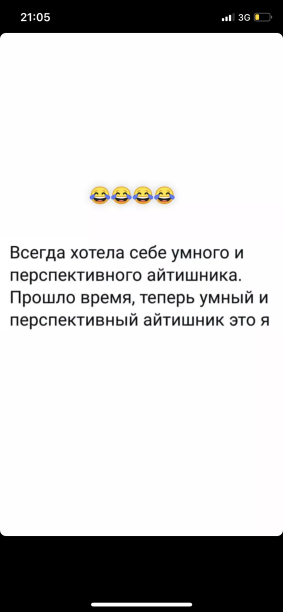 21:05
3G
😂😂😂😂
Всегда хотела себе умного и
перспективного айтишника.
Прошло время, теперь умный и
перспективный айтишник это я